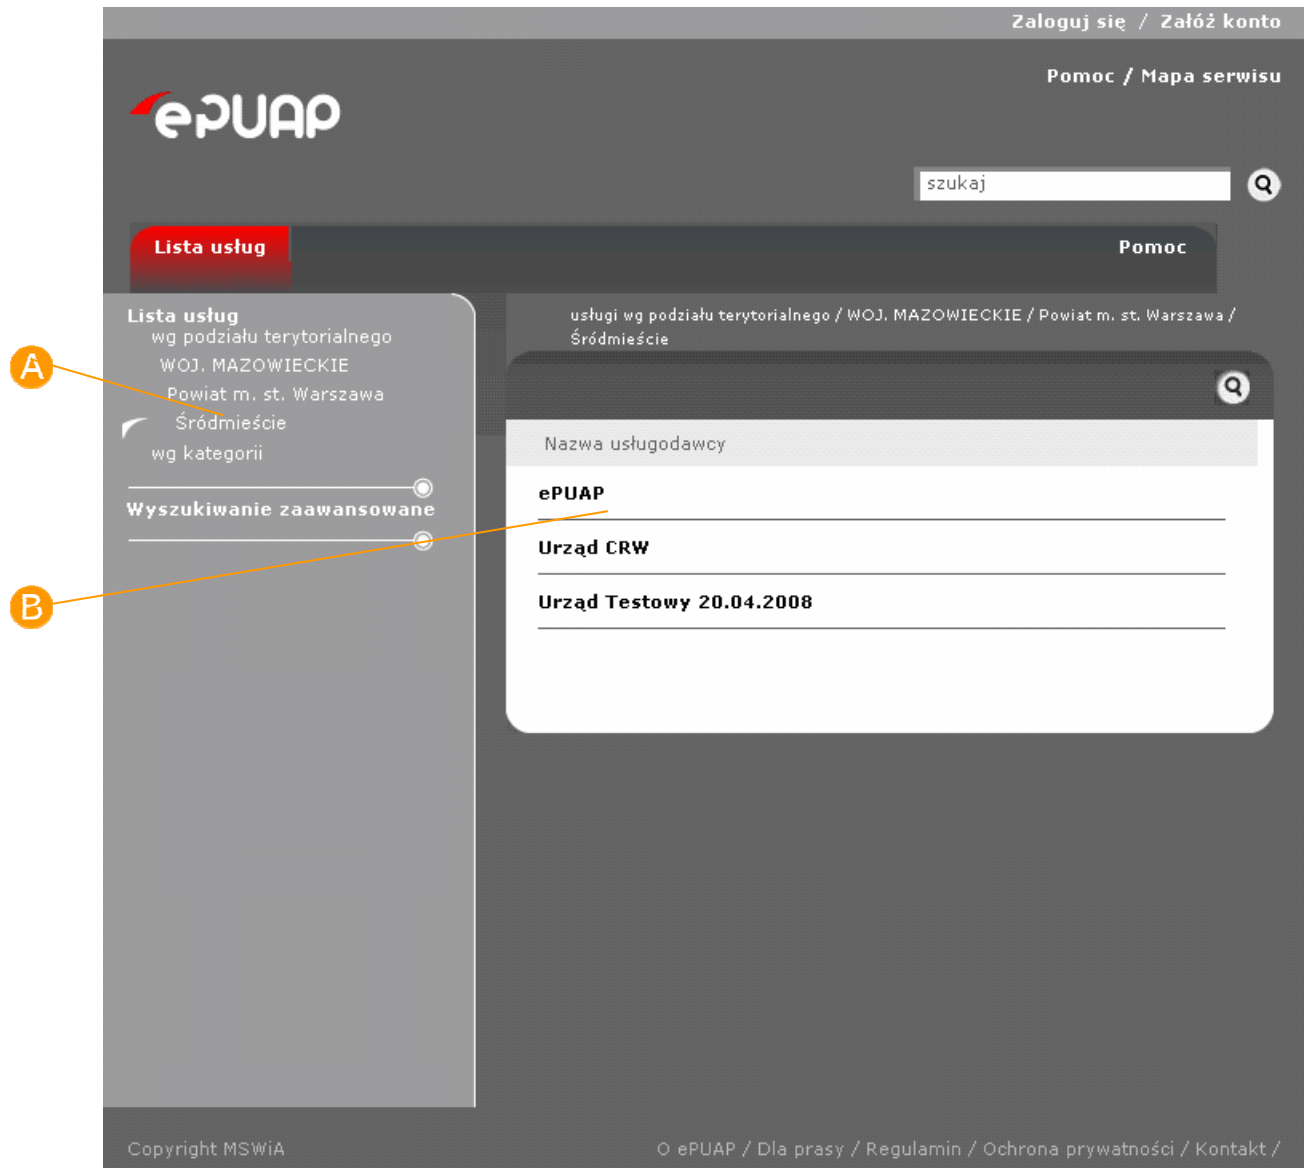 Zaloguj się / Załóż konto
Pomoc / Mapa serwisu
ePUAP
szukaj
Lista usług
Pomoc
Lista usług
wg podziału terytorialnego
WOJ. MAZOWIECKIE
Powiat m. st. Warszawa
Śródmieście
wg kategorii
Wyszukiwanie zaawansowane
A
B
usługi wg podziału terytorialnego / WOJ. MAZOWIECKIE / Powiat m. st. Warszawa /
Śródmieście
Nazwa usługodawcy
ePUAP
Urząd CRW
Urząd Testowy 20.04.2008
Copyright MSWiA
O ePUAP / Dla prasy / Regulamin / Ochrona prywatności / Kontakt /